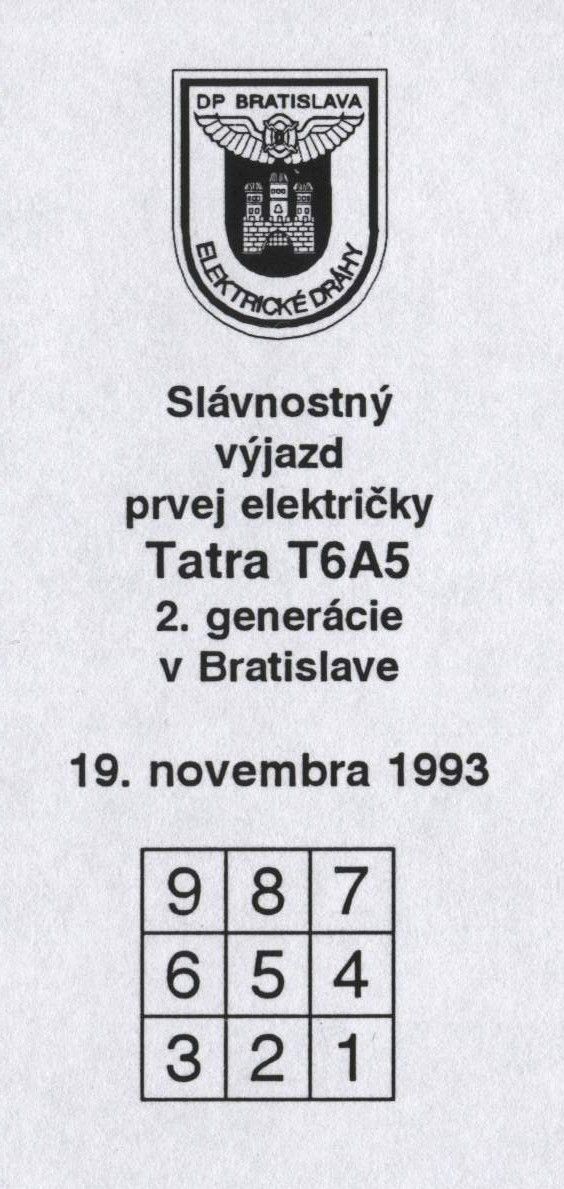 DP BRATISLAVA
ELEKTRICKÉ DRÁHY
Slávnostný
výjazd
prvej električky
Tatra T6A5
2. generácie
v Bratislave
19. novembra 1993
9 8 7
6 5 4
3 2 1